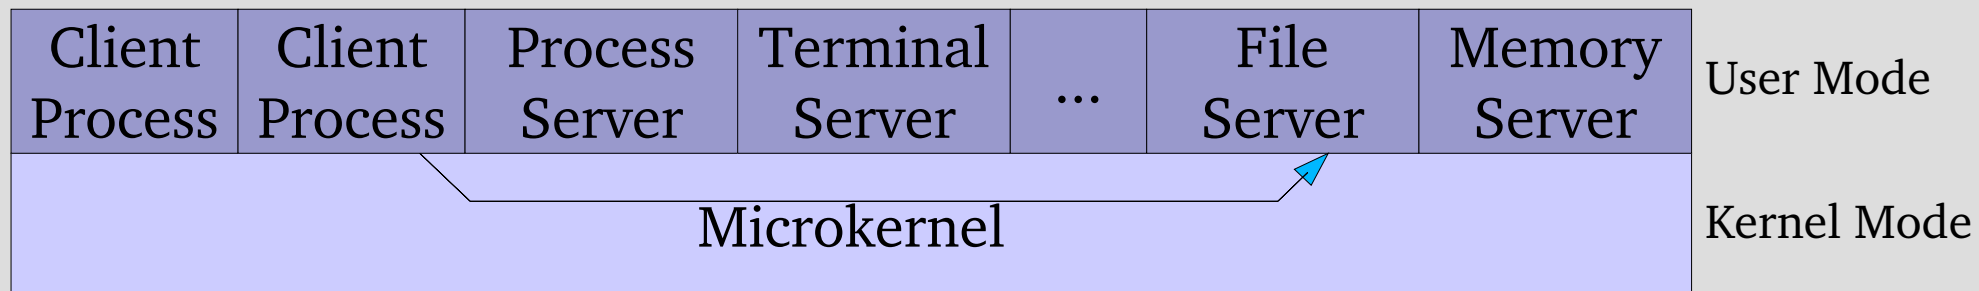 Client
Process
Client
Process
Process
Server
Terminal
Server
...
File
Server
Memory
Server
User Mode
Microkernel
Kernel Mode